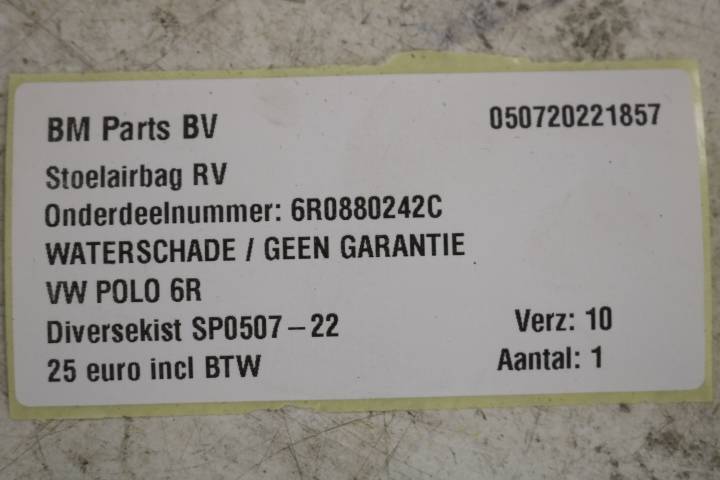 BM Parts BV 050720221857
Stoelairbag RV
Onderdeelnummer: 6R0880242C
WATERSCHADE / GEEN GARANTIE
VW POLO 6R
Diversekist SP0507-22 Verz: 10
25 euro incl BTW Aantal: 1